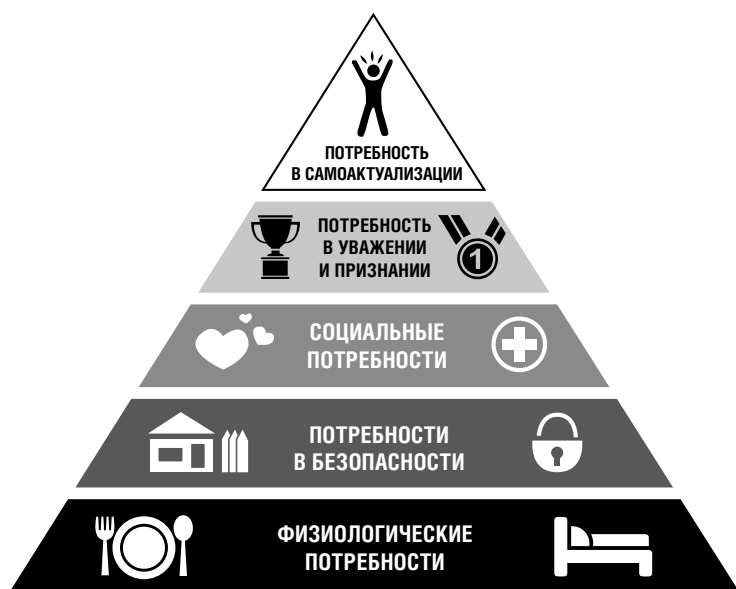 ПОТРЕБНОСТЬ
В САМОАКТУАЛИЗАЦИИ
ПОТРЕБНОСТЬ
В УВАЖЕНИИ
И ПРИЗНАНИИ
1
СОЦИАЛЬНЫЕ
ПОТРЕБНОСТИ
ПОТРЕБНОСТИ
В БЕЗОПАСНОСТИ
ФИЗИОЛОГИЧЕСКИЕ
ПОТРЕБНОСТИ